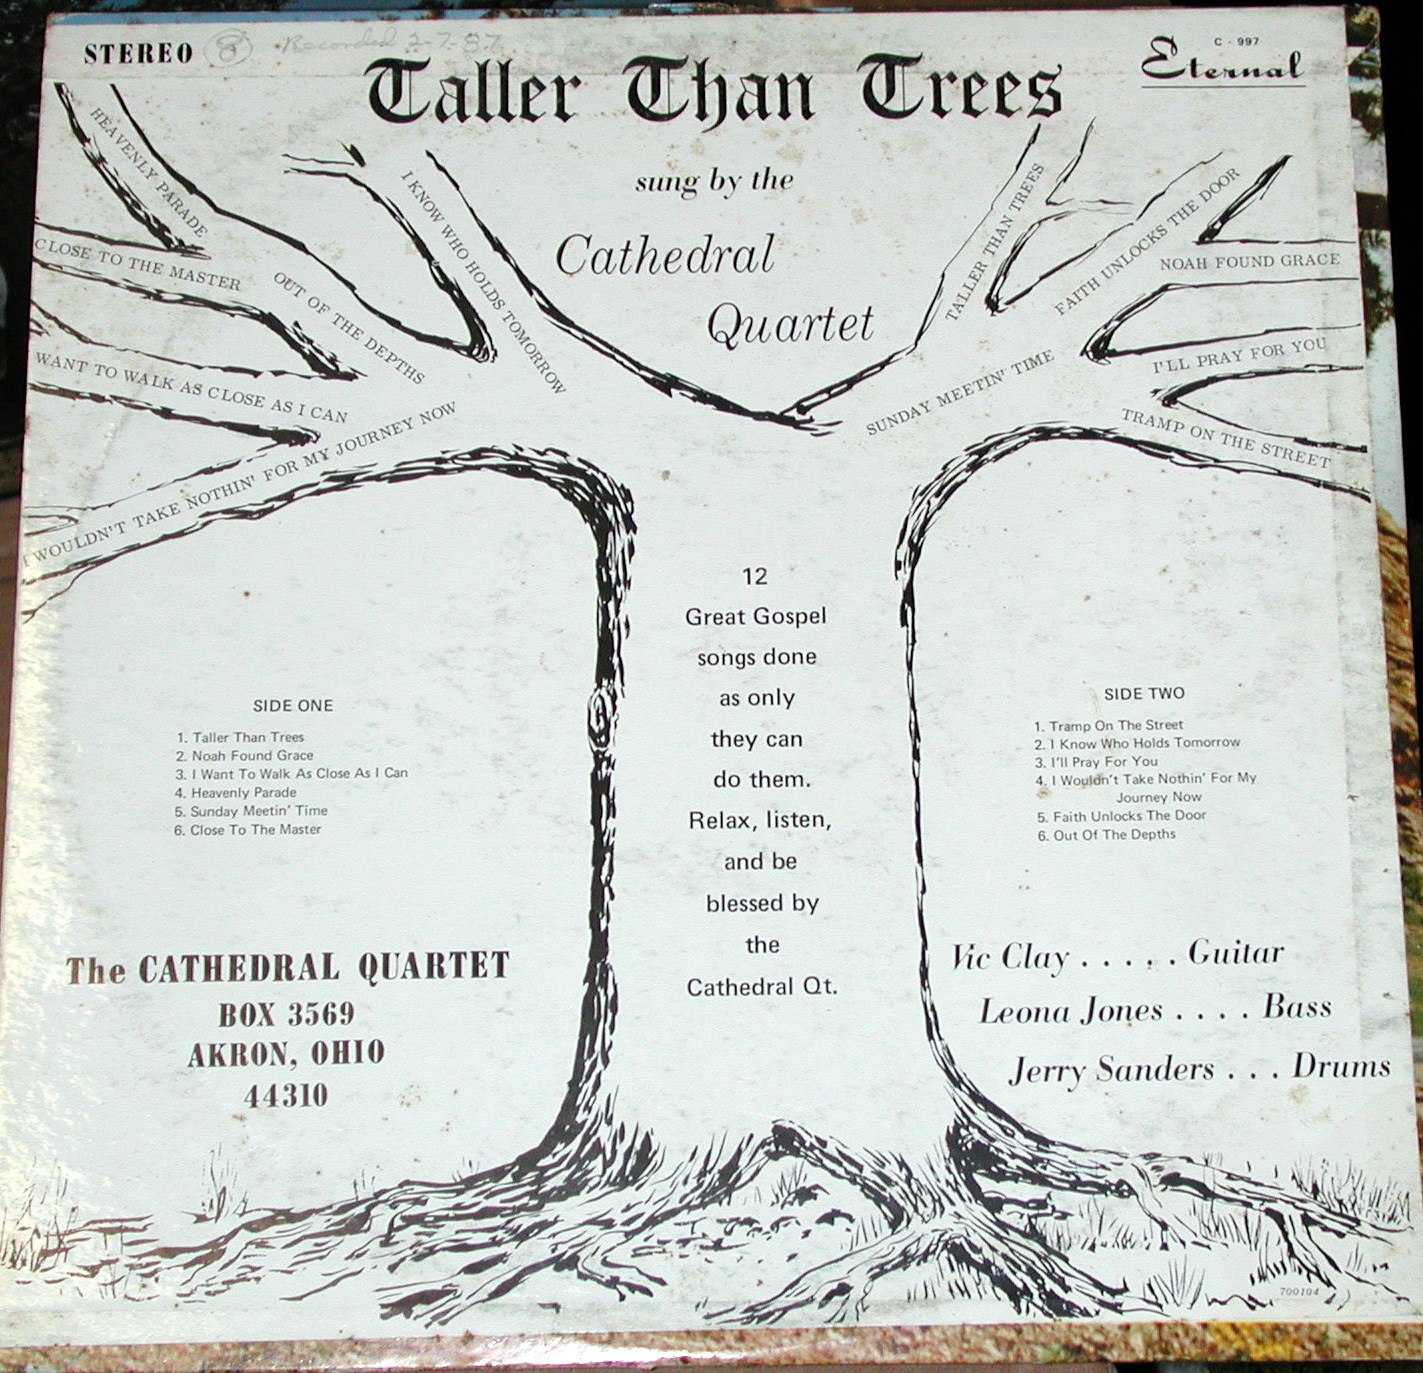 STEREO
8
Recorded 2-7-87
C - 997
Eternal
Taller Than Trees
sung by the
Cathedral
Quartet
HEAVENLY PARADE
CLOSE TO THE MASTER
OUT OF THE DEPTHS
I KNOW WHO HOLDS TOMORROW
WANT TO WALK AS CLOSE AS I CAN
I WOULDN'T TAKE NOTHIN' FOR MY JOURNEY NOW
TALLER THAN TREES
FAITH UNLOCKS THE DOOR
NOAH FOUND GRACE
SUNDAY MEETIN' TIME
I'LL PRAY FOR YOU
TRAMP ON THE STREET
12
Great Gospel
songs done
as only
they can
do them.
Relax, listen,
and be
blessed by
the
Cathedral Qt.
SIDE ONE
1. Taller Than Trees
2. Noah Found Grace
3. I Want To Walk As Close As I Can
4. Heavenly Parade
5. Sunday Meetin' Time
6. Close To The Master
SIDE TWO
1. Tramp On The Street
2. I Know Who Holds Tomorrow
3. I'll Pray For You
4. I Wouldn't Take Nothin' For My
Journey Now
5. Faith Unlocks The Door
6. Out Of The Depths
The CATHEDRAL QUARTET
BOX 3569
AKRON, OHIO
44310
Vic Clay . . . . . Guitar
Leona Jones . . . . Bass
Jerry Sanders . . . Drums
700104